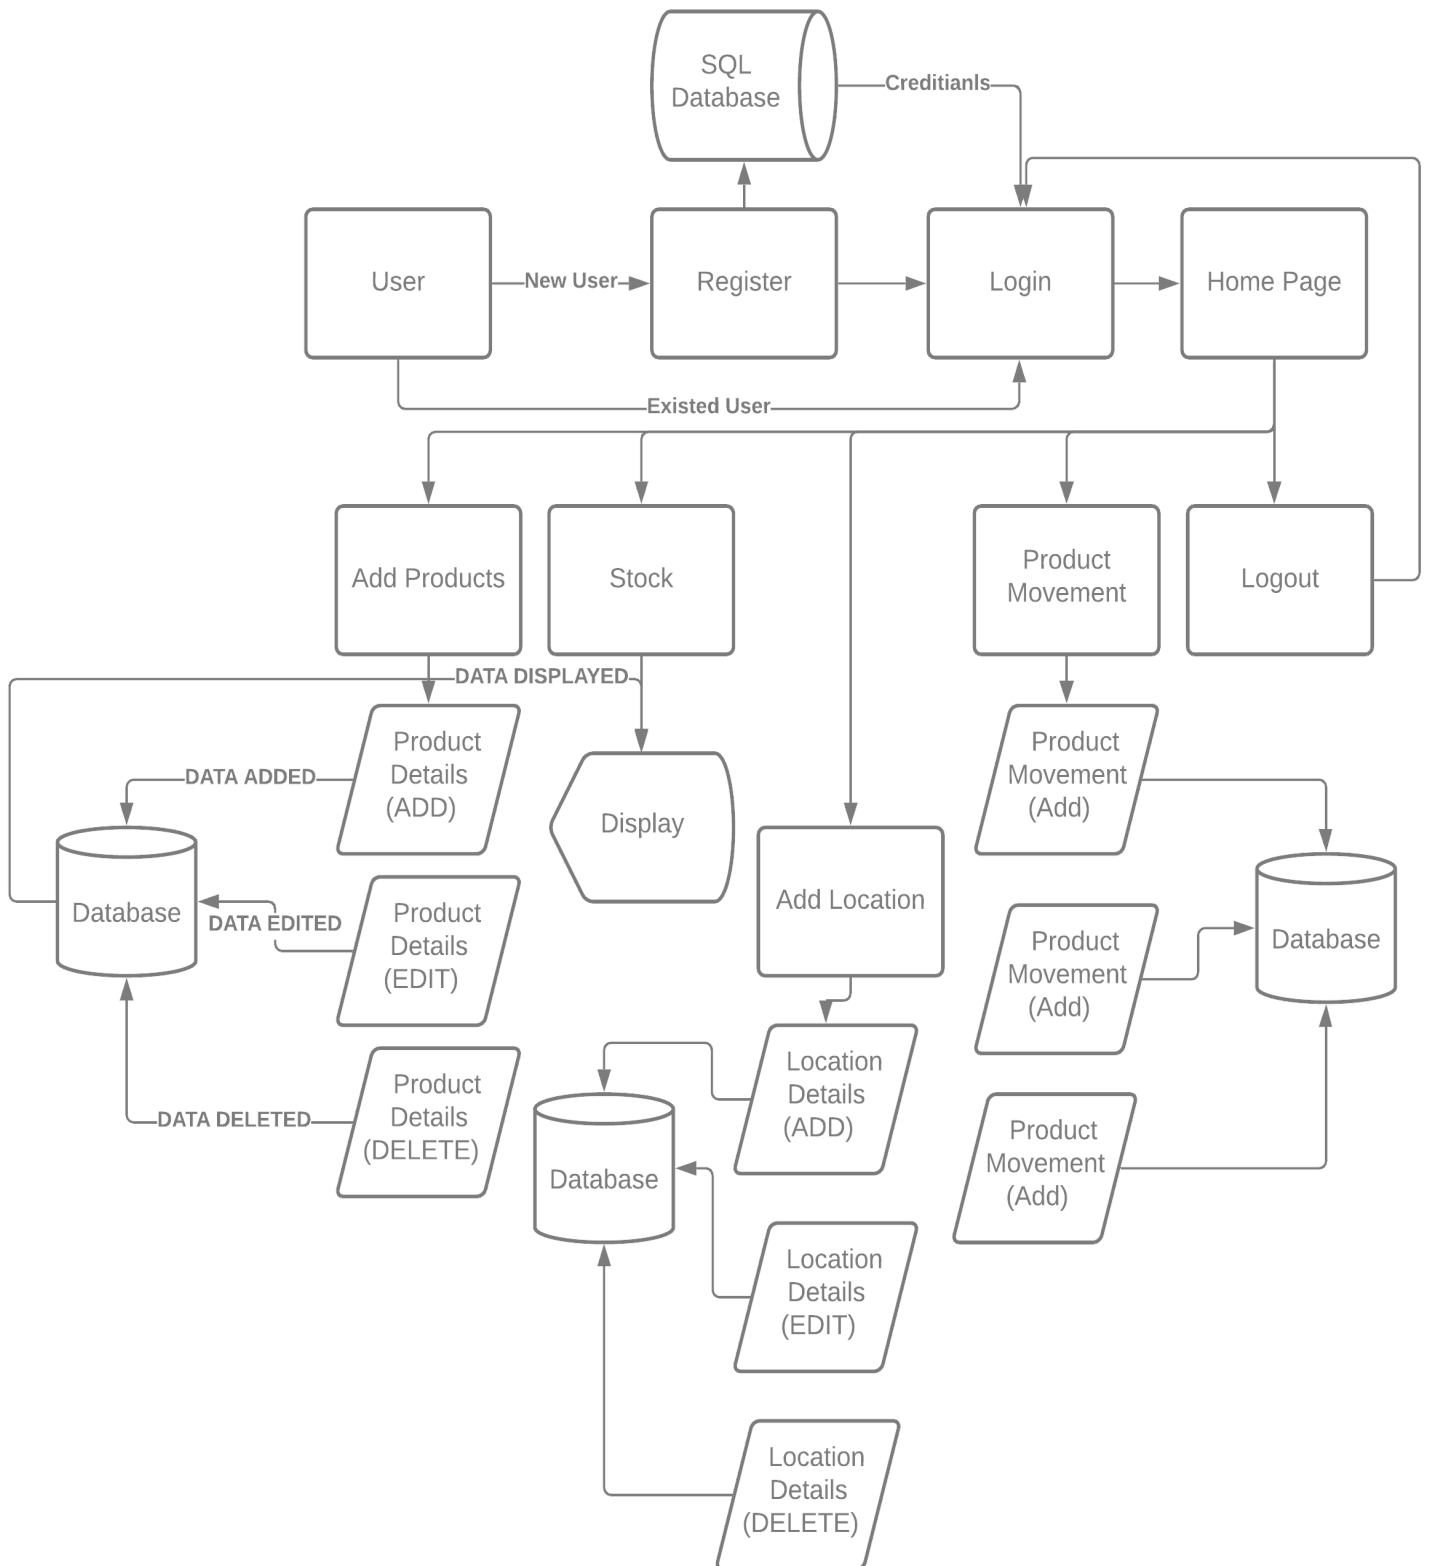 SQL
Database
Creditianls
User
New User
Register
Login
Home Page
Existed User
Add Products
Stock
Product
Movement
Logout
DATA DISPLAYED
Product
Details
(ADD)
DATA ADDED
Display
Product
Movement
(Add)
Add Location
Database
DATA EDITED
Product
Details
(EDIT)
Product
Movement
(Add)
Database
Product
Details
(DELETE)
DATA DELETED
Location
Details
(ADD)
Database
Product
Movement
(Add)
Location
Details
(EDIT)
Location
Details
(DELETE)